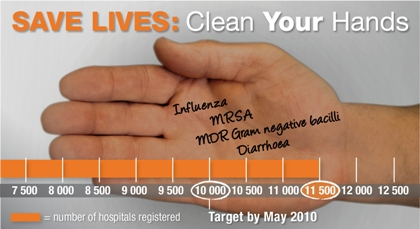 SAVE LIVES: Clean Your Hands
Influenza
MRSA
MDR Gram negative bacilli
Diarrhoea
7 500 8 000 8 500 9 000 9 500 10 000 10 500 11 000 11 500 12 000 12 500
= number of hospitals registered Target by May 2010